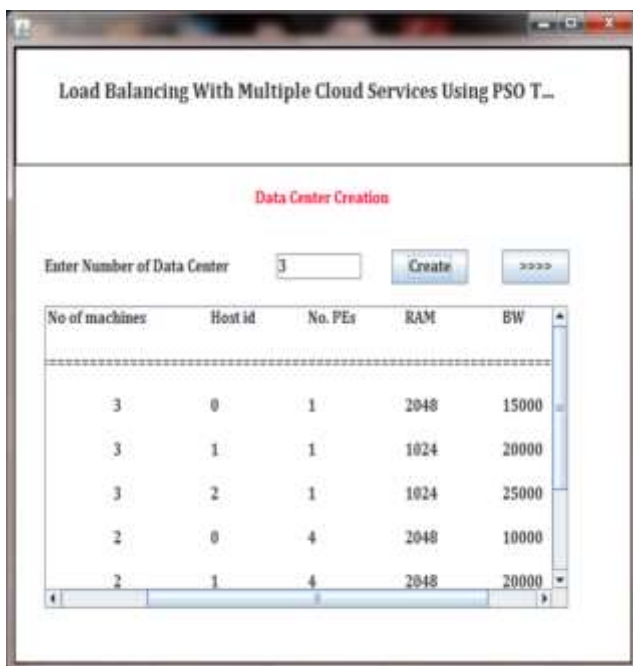 Load Balancing With Multiple Cloud Services Using PSO T...
Data Center Creation
Enter Number of Data Center 3 Create >>>>
No of machines Host id No. PEs RAM BW
3 0 1 2048 15000
3 1 1 1024 20000
3 2 1 1024 25000
2 0 4 2048 10000
2 1 4 2048 20000